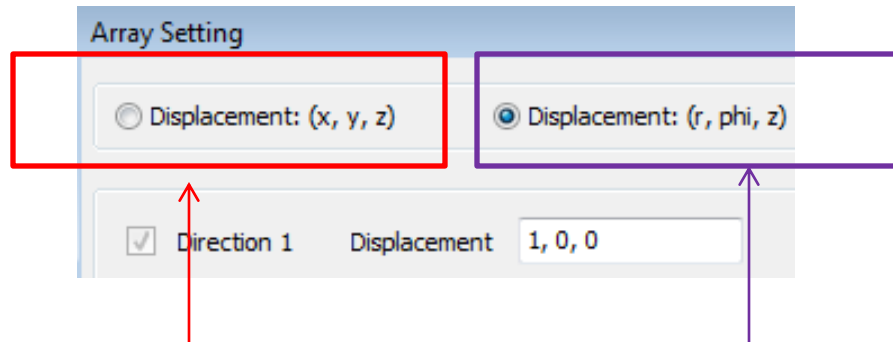 Array Setting
Displacement: (x, y, z) Displacement: (r, phi, z)
Direction 1 Displacement 1, 0, 0